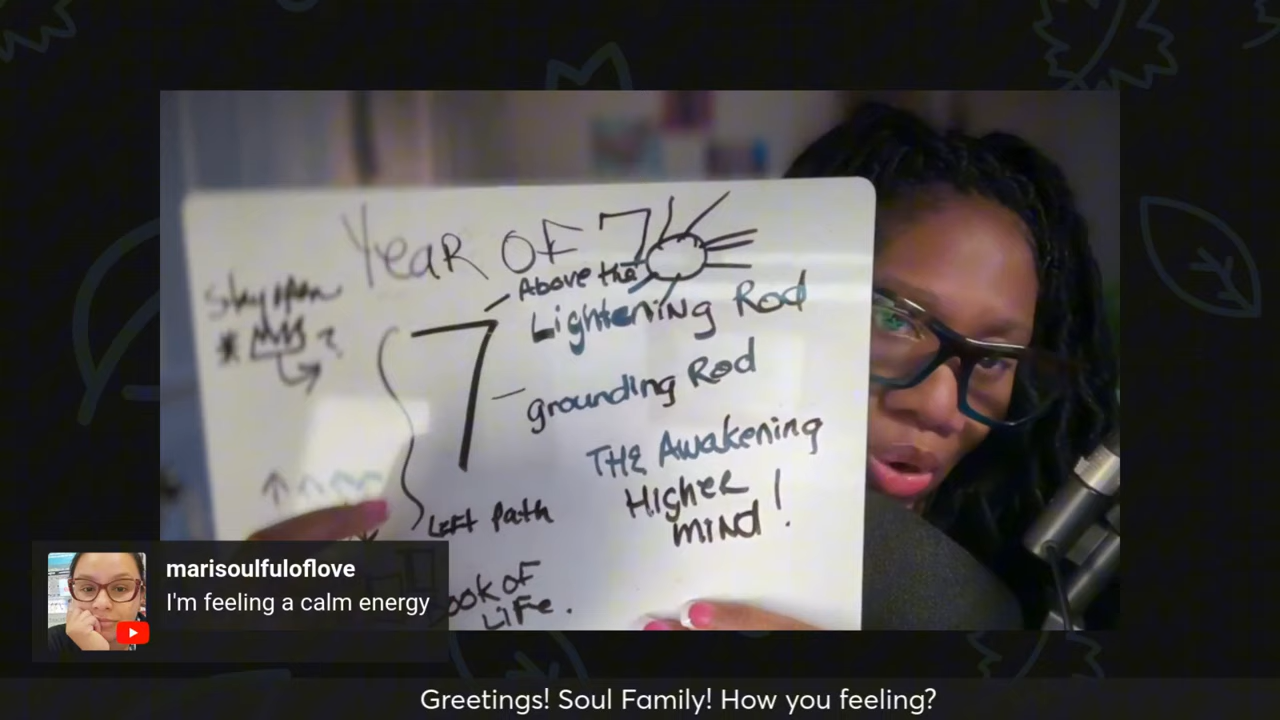 YEAR OF 7
Sky open
Above the
Lightening Rod
7
grounding Rod
THE Awakening
HigHeR
MIND!
LEFT PatH
OOK OF
LiFe.
marisoulfuloflove
I'm feeling a calm energy
Greetings! Soul Family! How you feeling?